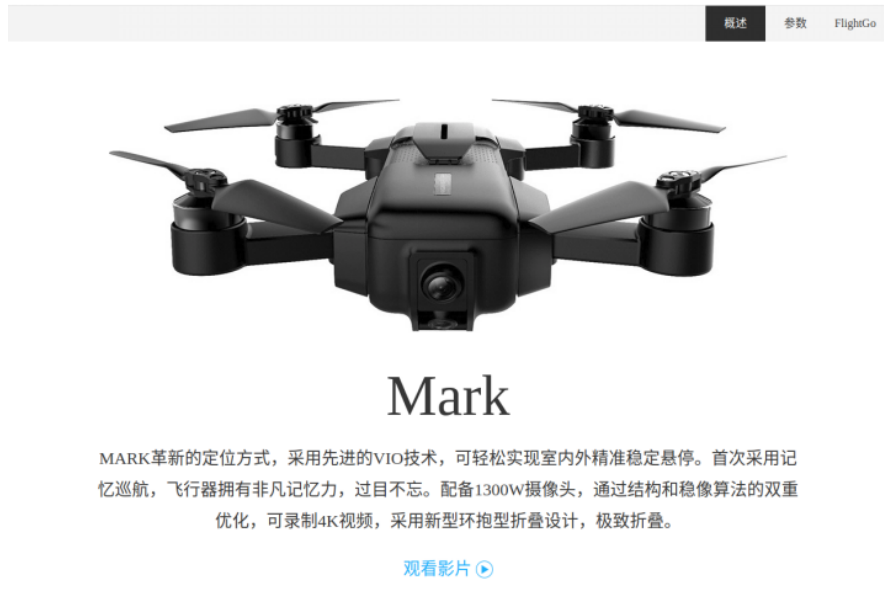 概述 参数 FlightGo
Mark
MARK革新的定位方式，采用先进的VIO技术，可轻松实现室内外精准稳定悬停。首次采用记
忆巡航，飞行器拥有非凡记忆力，过目不忘。配备1300W摄像头，通过结构和稳像算法的双重
优化，可录制4K视频，采用新型环抱型折叠设计，极致折叠。
观看影片